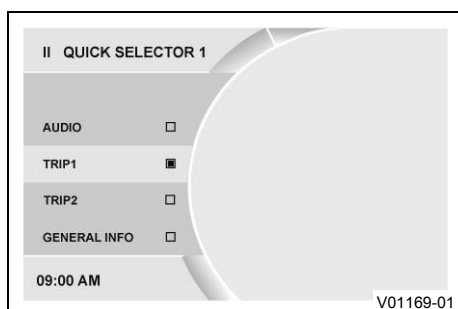 II QUICK SELECTOR 1
AUDIO
TRIP1
TRIP2
GENERAL INFO
09:00 AM
V01169-01